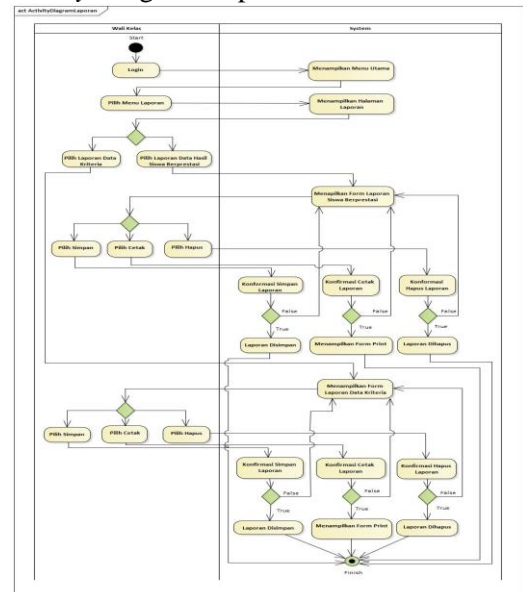 act ActivityDiagramLaporan
Wali Kelas
System
Start
Login
Menampilkan Menu Utama
Pilih Menu Laporan
Menampilkan Halaman
Laporan
Pilih Laporan Data
Kriteria
Pilih Laporan Data Hasil
Siswa Berprestasi
Menampilkan Form Laporan
Siswa Berprestasi
Pilih Simpan
Pilih Cetak
Pilih Hapus
Konformasi Simpan
Laporan
Konfirmasi Cetak
Laporan
Konformasi
Hapus Laporan
False
False
False
True
True
True
Laporan Disimpan
Menampilkan Form Print
Laporan Dihapus
Menampilkan Form
Laporan Data Kriteria
Pilih Simpan
Pilih Cetak
Pilih Hapus
Konfirmasi Simpan
Laporan
Konfirmasi Cetak
Laporan
Konfirmasi Hapus
Laporan
False
False
False
True
True
True
Laporan Disimpan
Menampilkan Form Print
Laporan Dihapus
Finish